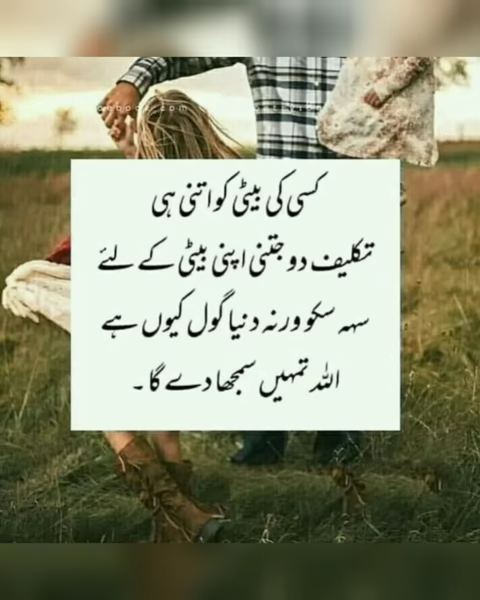 کسی کی بیٹی کو اتنی ہی
تکلیف دو جتنی اپنی بیٹی کے لئے
سہہ سکو ورنہ دنیا گول کیوں ہے
اللہ تمہیں سمجھا دے گا ۔